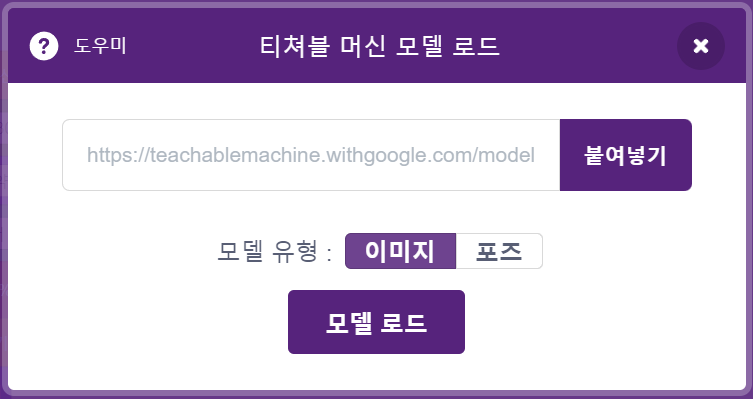 도우미
티쳐블 머신 모델 로드
https://teachablemachine.withgoogle.com/model
붙여넣기
모델 유형 : 이미지 포즈
모델 로드